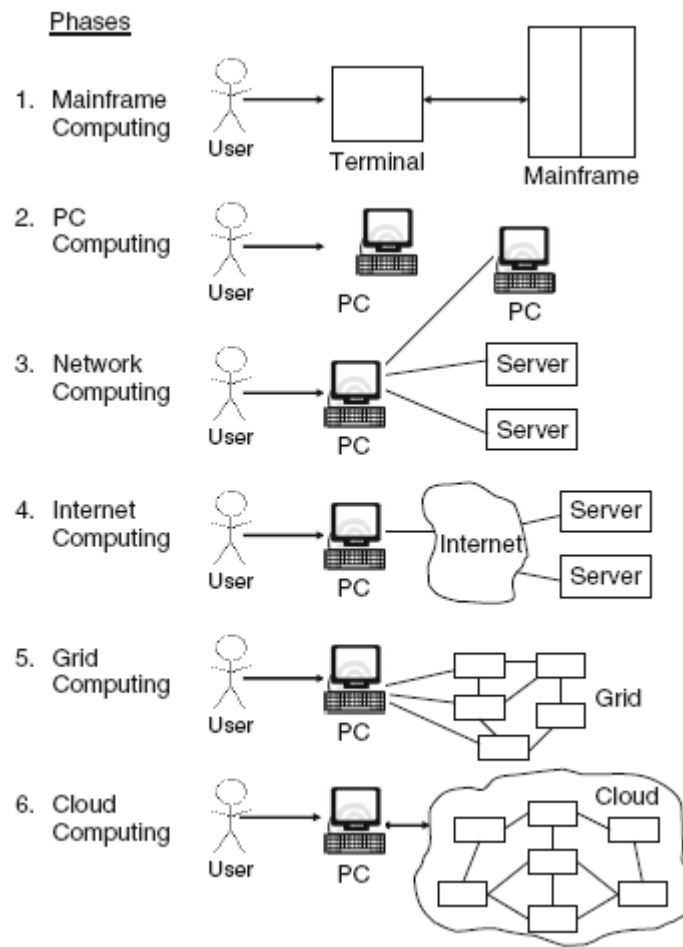 Phases
1. Mainframe
Computing
User
Terminal
Mainframe
2. PC
Computing
User
PC
PC
3. Network
Computing
User
PC
Server
Server
4. Internet
Computing
User
PC
Internet
Server
Server
5. Grid
Computing
User
PC
Grid
6. Cloud
Computing
User
PC
Cloud